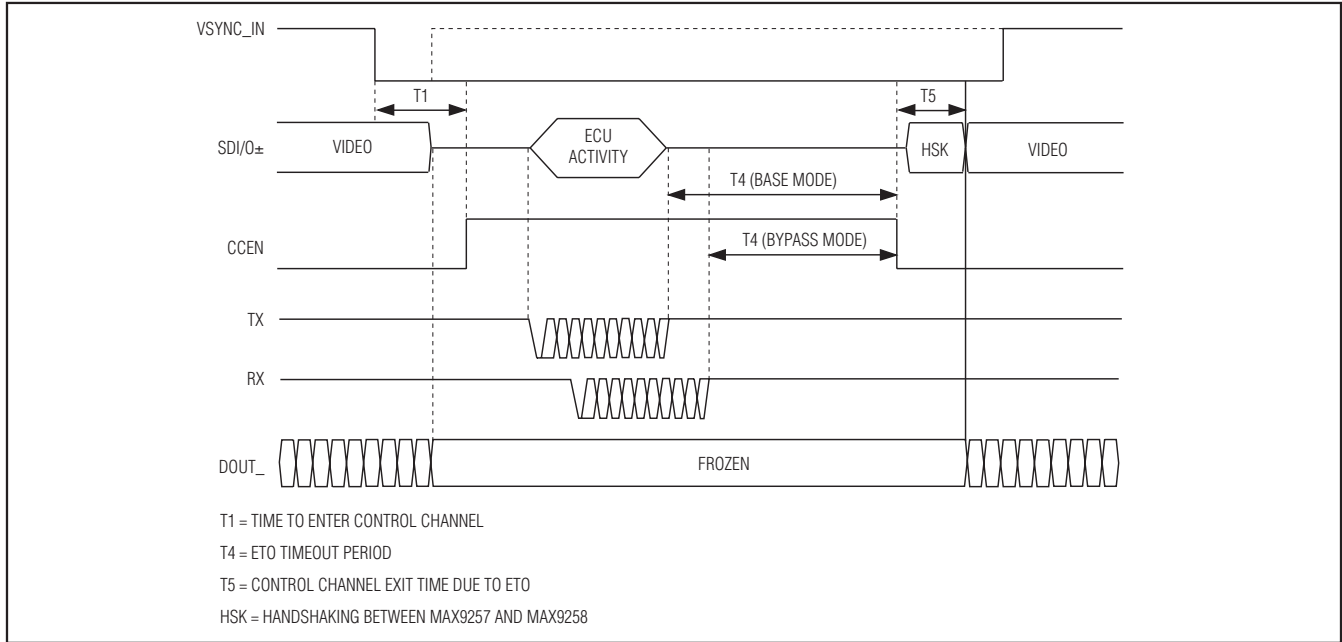 VSYNC_IN
T1
T5
SDI/O±
VIDEO
ECU
ACTIVITY
HSK
VIDEO
T4 (BASE MODE)
CCEN
T4 (BYPASS MODE)
TX
RX
DOUT_
FROZEN
T1 = TIME TO ENTER CONTROL CHANNEL
T4 = ETO TIMEOUT PERIOD
T5 = CONTROL CHANNEL EXIT TIME DUE TO ETO
HSK = HANDSHAKING BETWEEN MAX9257 AND MAX9258